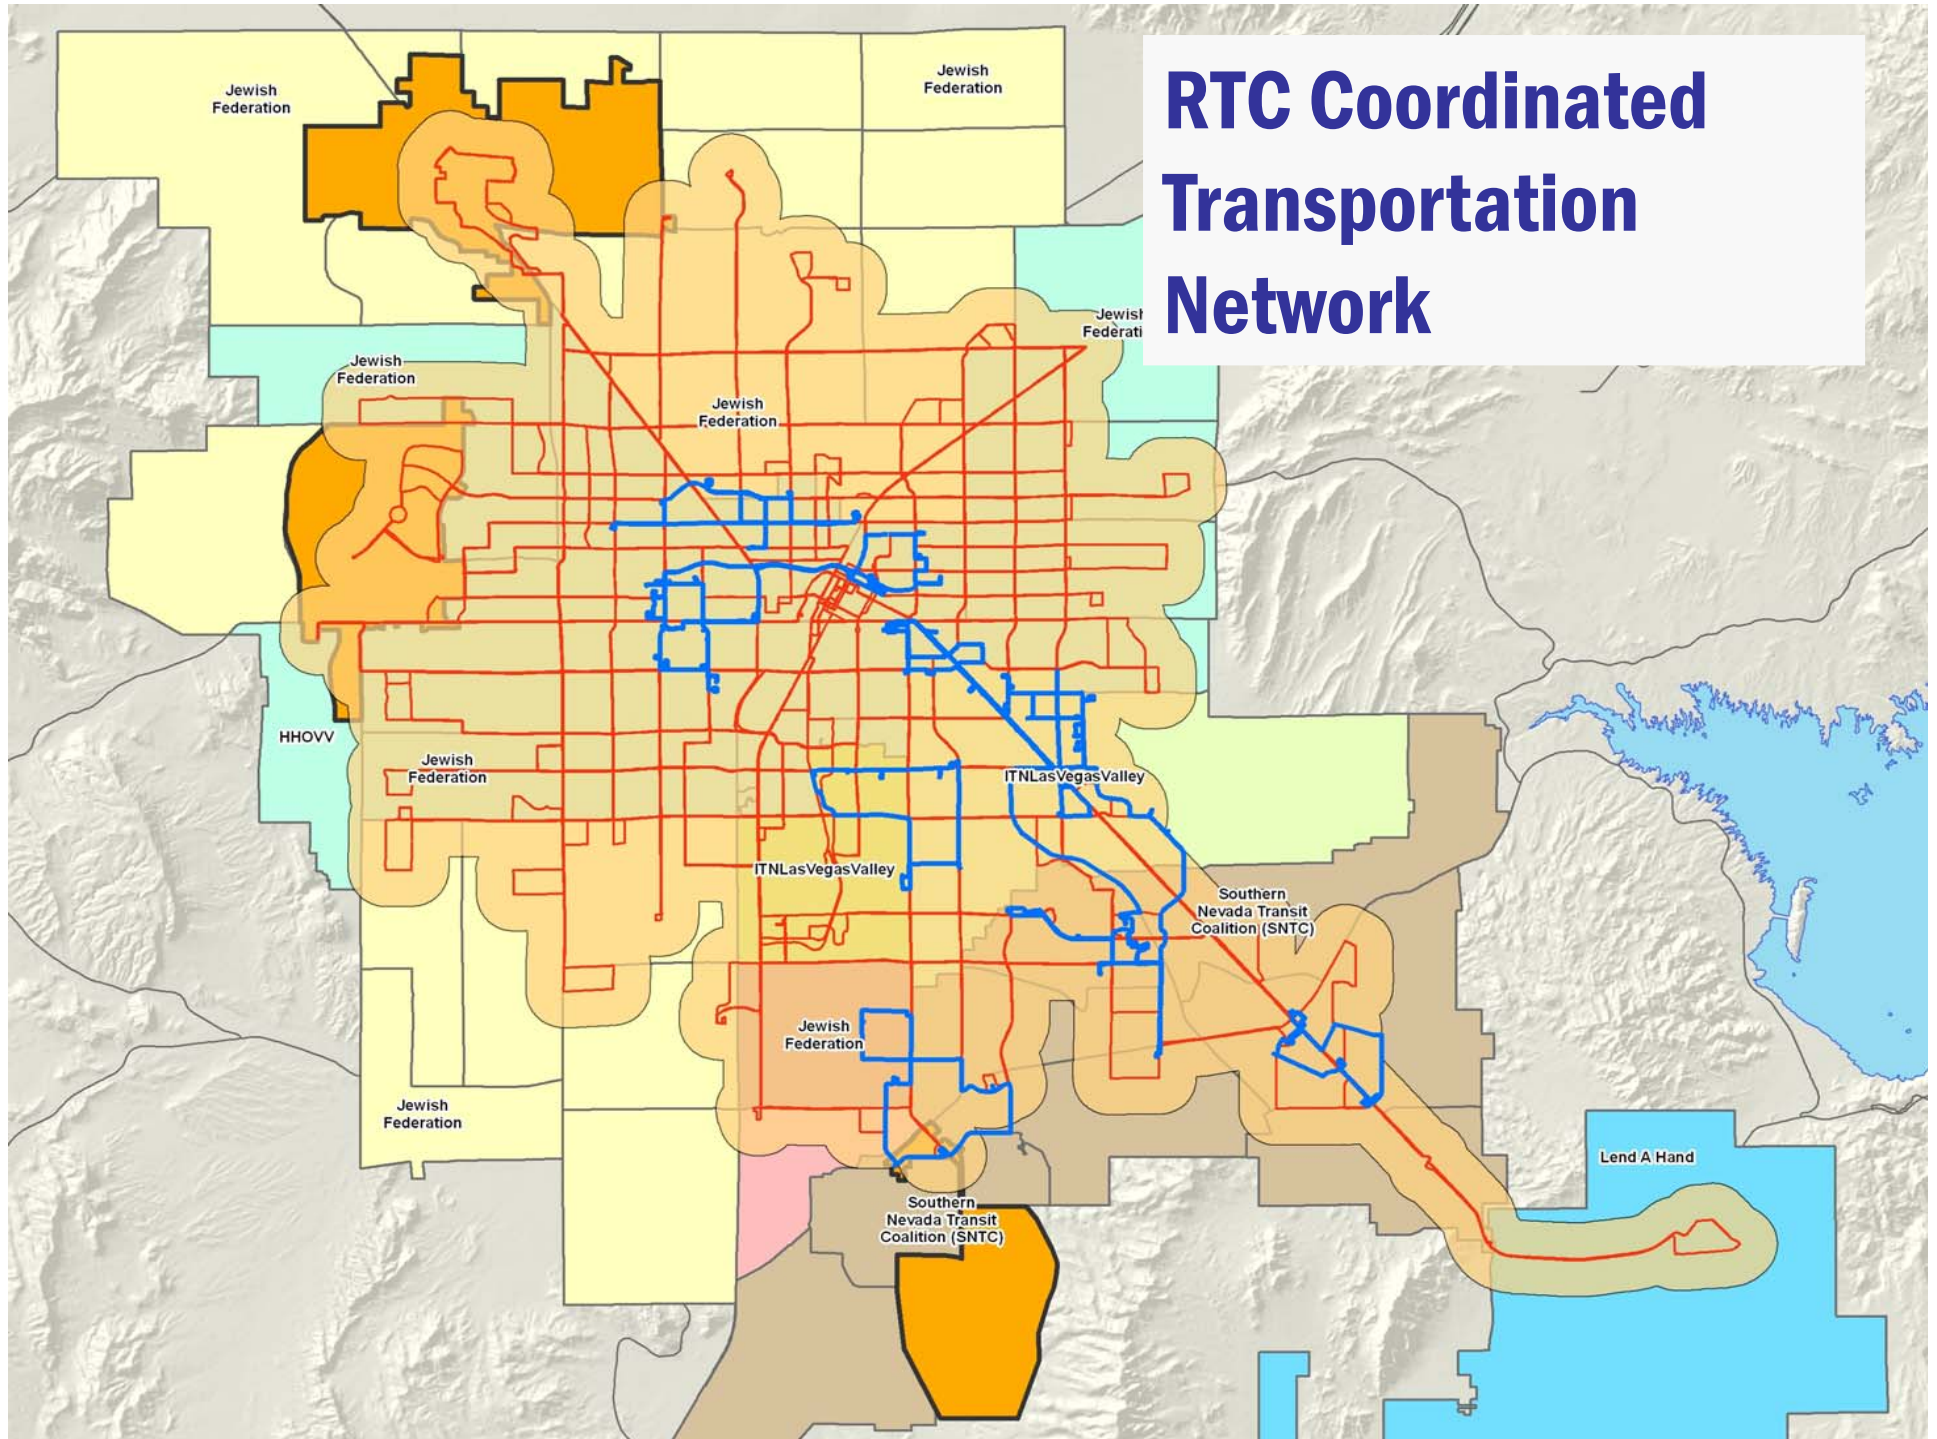 RTC Coordinated
Transportation
Network
Jewish
Federation
Jewish
Federation
Jewish
Federati
Jewish
Federation
Jewish
Federation
HHOVV
Jewish
Federation
ITNLasVegasValley
ITNLasVegasValley
Southern
Nevada Transit
Coalition (SNTC)
Jewish
Federation
Jewish
Federation
Lend A Hand
Southern
Nevada Transit
Coalition (SNTC)